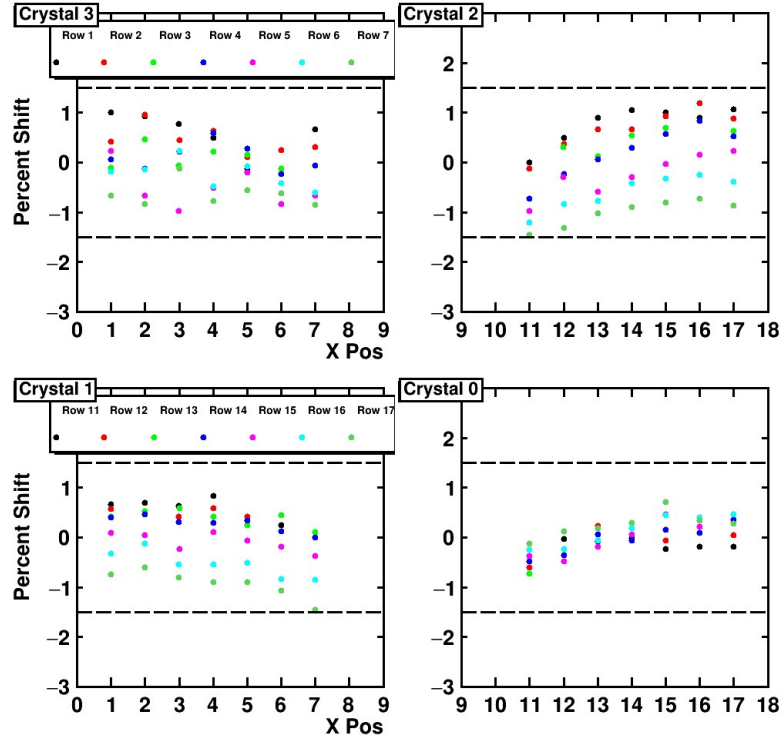 Crystal 3
Row 1 Row 2 Row 3 Row 4 Row 5 Row 6 Row 7
Percent Shift
1
0
−1
−2
−3
0 1 2 3 4 5 6 7 8 9
X Pos
Crystal 2
2
1
0
−1
−2
−3
9 10 11 12 13 14 15 16 17 18
Crystal 1
Row 11 Row 12 Row 13 Row 14 Row 15 Row 16 Row 17
Percent Shift
1
0
−1
−2
−3
0 1 2 3 4 5 6 7 8 9
X Pos
Crystal 0
2
1
0
−1
−2
−3
9 10 11 12 13 14 15 16 17 18